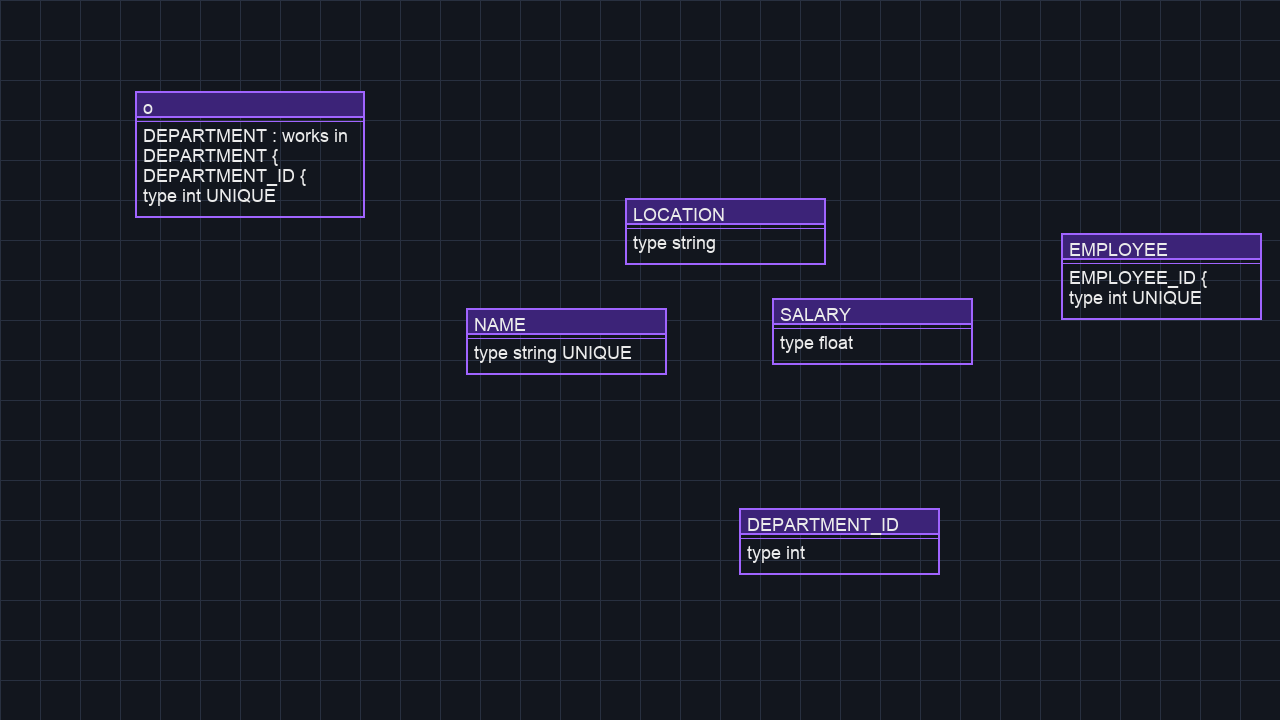 o
DEPARTMENT : works in
DEPARTMENT {
DEPARTMENT_ID {
type int UNIQUE
LOCATION
type string
EMPLOYEE
EMPLOYEE_ID {
type int UNIQUE
NAME
type string UNIQUE
SALARY
type float
DEPARTMENT_ID
type int